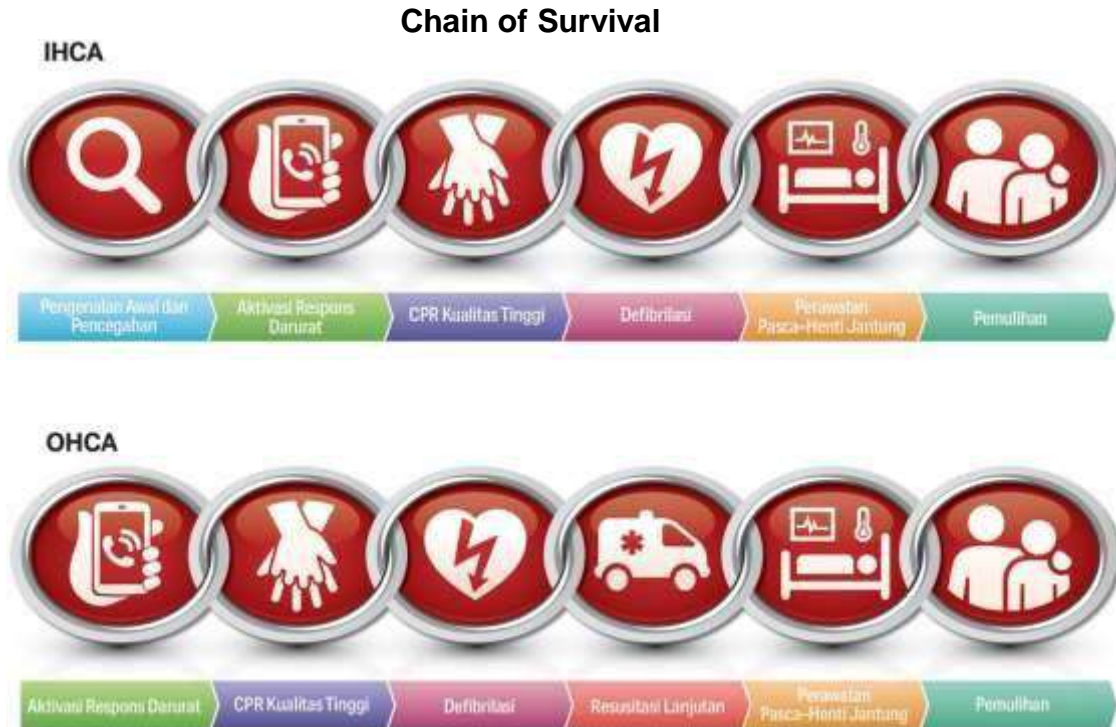 Chain of Survival
IHCA
Pengenalan Awal dan
Pencegahan
Aktivasi Respons
Darurat
CPR Kualitas Tinggi
Defibrilasi
Perawatan
Pasca-Henti Jantung
Pemulihan
OHCA
Aktivasi Respons Darurat
CPR Kualitas Tinggi
Defibrilasi
Resusitasi Lanjutan
Perawatan
Pasca-Henti Jantung
Pemulihan